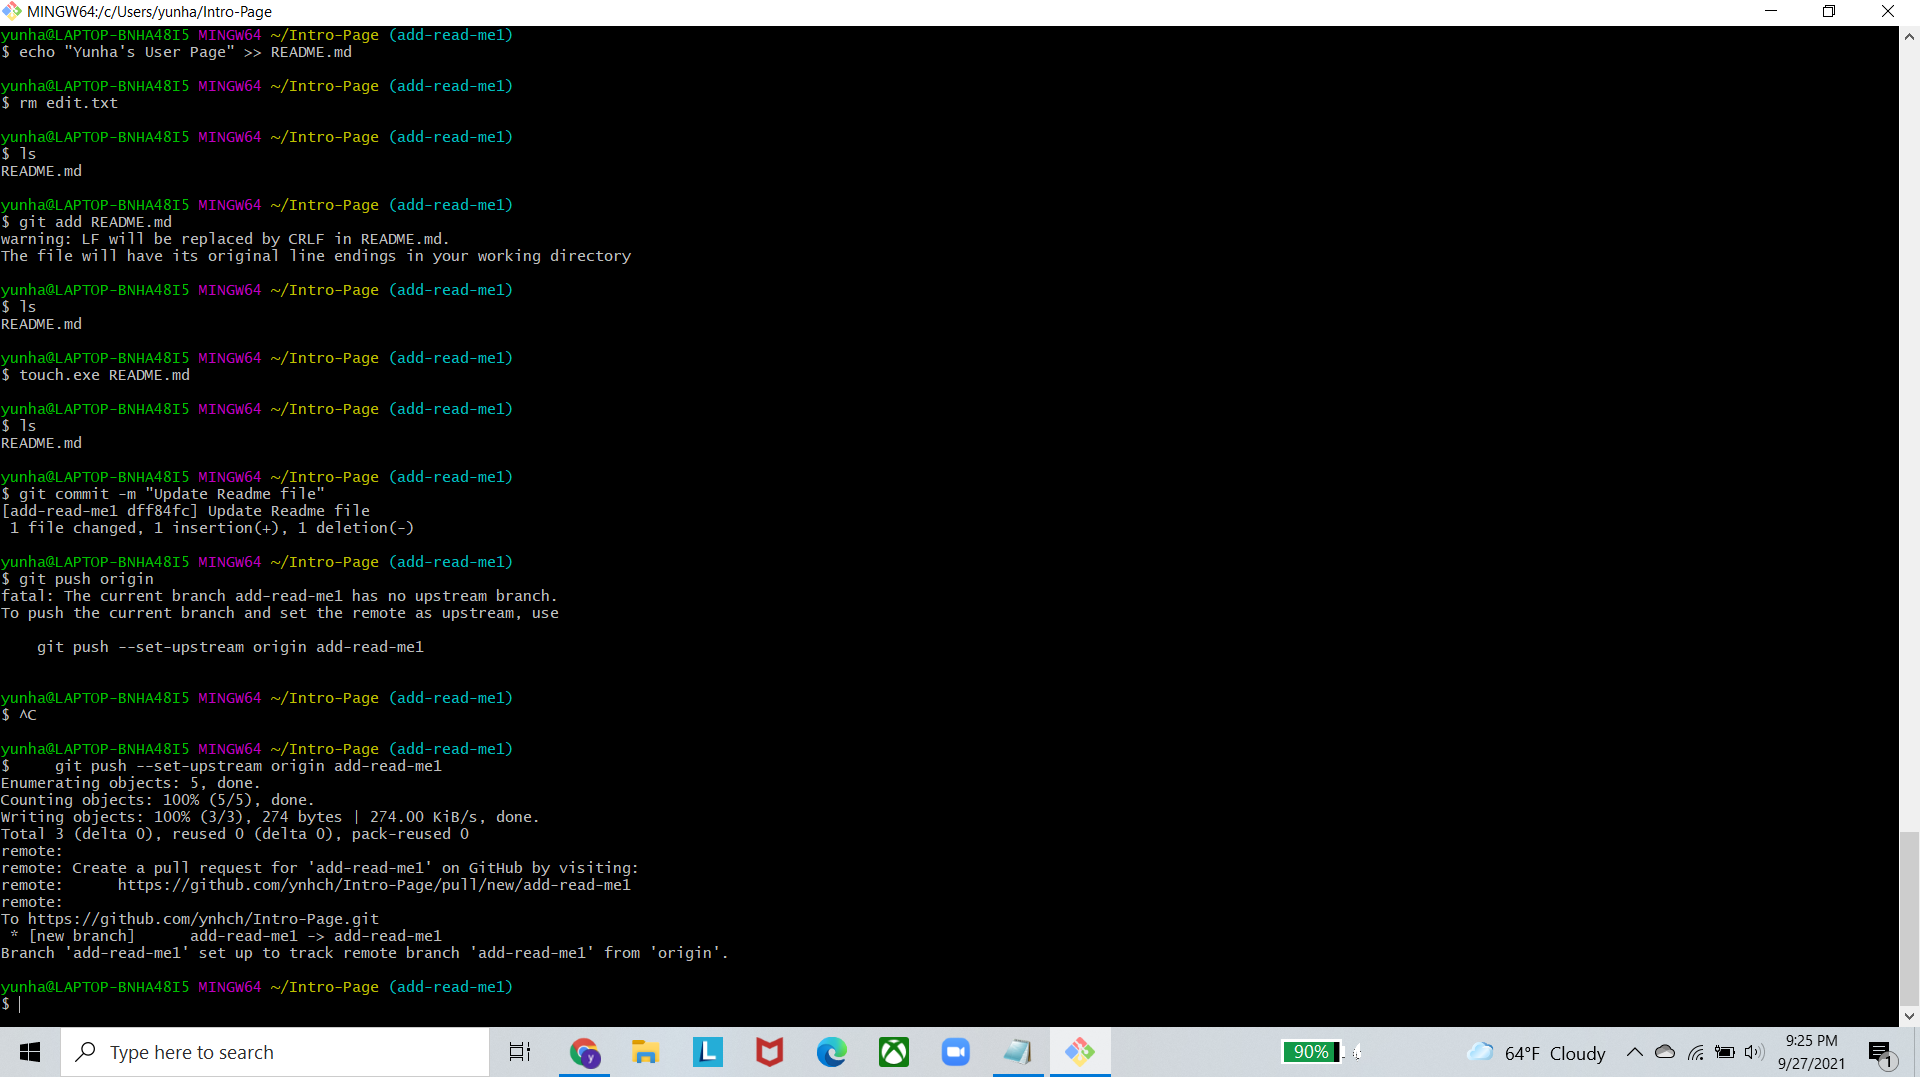 MINGW64:/c/Users/yunha/Intro-Page
yunha@LAPTOP-BNHA48I5 MINGW64 ~/Intro-Page (add-read-me1)
$ echo "Yunha's User Page" >> README.md
yunha@LAPTOP-BNHA48I5 MINGW64 ~/Intro-Page (add-read-me1)
$ rm edit.txt
yunha@LAPTOP-BNHA48I5 MINGW64 ~/Intro-Page (add-read-me1)
$ ls
README.md
yunha@LAPTOP-BNHA48I5 MINGW64 ~/Intro-Page (add-read-me1)
$ git add README.md
warning: LF will be replaced by CRLF in README.md.
The file will have its original line endings in your working directory
yunha@LAPTOP-BNHA48I5 MINGW64 ~/Intro-Page (add-read-me1)
$ ls
README.md
yunha@LAPTOP-BNHA48I5 MINGW64 ~/Intro-Page (add-read-me1)
$ touch.exe README.md
yunha@LAPTOP-BNHA48I5 MINGW64 ~/Intro-Page (add-read-me1)
$ ls
README.md
yunha@LAPTOP-BNHA48I5 MINGW64 ~/Intro-Page (add-read-me1)
$ git commit -m "Update Readme file"
[add-read-me1 dff84fc] Update Readme file
 1 file changed, 1 insertion(+), 1 deletion(-)
yunha@LAPTOP-BNHA48I5 MINGW64 ~/Intro-Page (add-read-me1)
$ git push origin
fatal: The current branch add-read-me1 has no upstream branch.
To push the current branch and set the remote as upstream, use
    git push --set-upstream origin add-read-me1
yunha@LAPTOP-BNHA48I5 MINGW64 ~/Intro-Page (add-read-me1)
$ ^C
yunha@LAPTOP-BNHA48I5 MINGW64 ~/Intro-Page (add-read-me1)
$     git push --set-upstream origin add-read-me1
Enumerating objects: 5, done.
Counting objects: 100% (5/5), done.
Writing objects: 100% (3/3), 274 bytes | 274.00 KiB/s, done.
Total 3 (delta 0), reused 0 (delta 0), pack-reused 0
remote:
remote: Create a pull request for 'add-read-me1' on GitHub by visiting:
remote:      https://github.com/ynhch/Intro-Page/pull/new/add-read-me1
remote:
To https://github.com/ynhch/Intro-Page.git
 * [new branch]      add-read-me1 -> add-read-me1
Branch 'add-read-me1' set up to track remote branch 'add-read-me1' from 'origin'.
yunha@LAPTOP-BNHA48I5 MINGW64 ~/Intro-Page (add-read-me1)
$
Type here to search
y
L
90%
64°F Cloudy
9:25 PM
9/27/2021
1